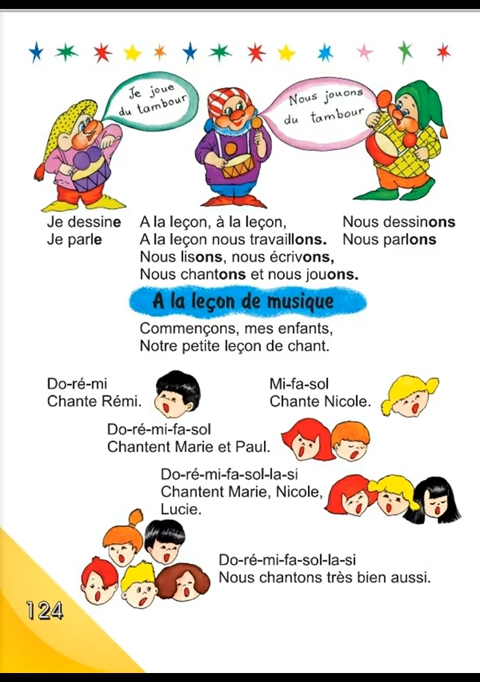 Je joue
du tambour
Nous jouons
du tambour
Je dessine
Je parle
A la leçon, à la leçon,
A la leçon nous travaillons.
Nous lisons, nous écrivons,
Nous chantons et nous jouons.
Nous dessinons
Nous parlons
A la leçon de musique
Commençons, mes enfants,
Notre petite leçon de chant.
Do-ré-mi
Chante Rémi.
Mi-fa-sol
Chante Nicole.
Do-ré-mi-fa-sol
Chantent Marie et Paul.
Do-ré-mi-fa-sol-la-si
Chantent Marie, Nicole,
Lucie.
Do-ré-mi-fa-sol-la-si
Nous chantons très bien aussi.
124